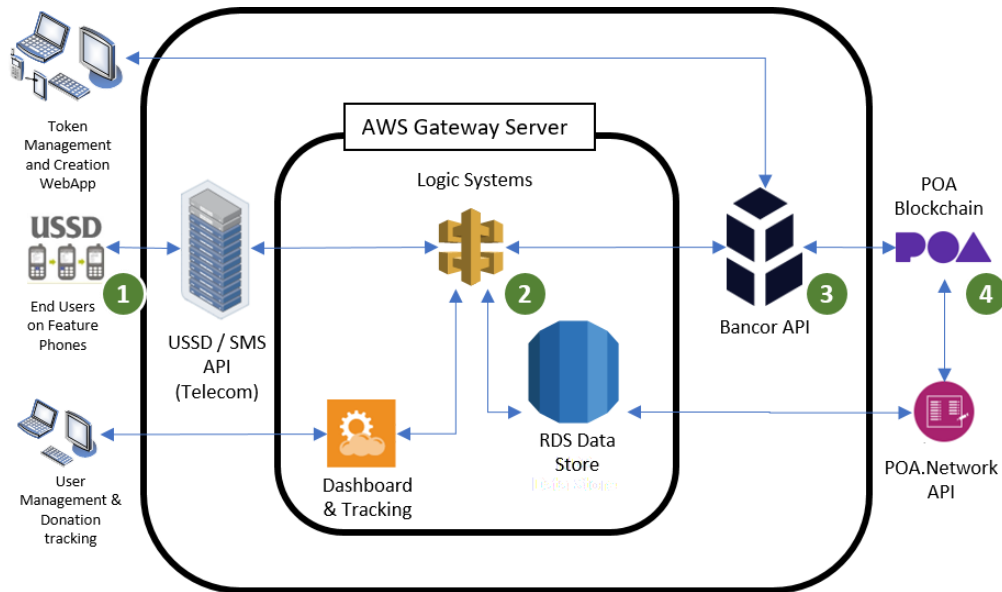 Token
Management
and Creation
WebApp
USSD
1
End Users
on Feature
Phones
User
Management &
Donation
tracking
USSD / SMS
API
(Telecom)
AWS Gateway Server
Logic Systems
2
Dashboard
& Tracking
RDS Data
Store
Data Store
3
Bancor API
POA
Blockchain
POA
4
POA.Network
API